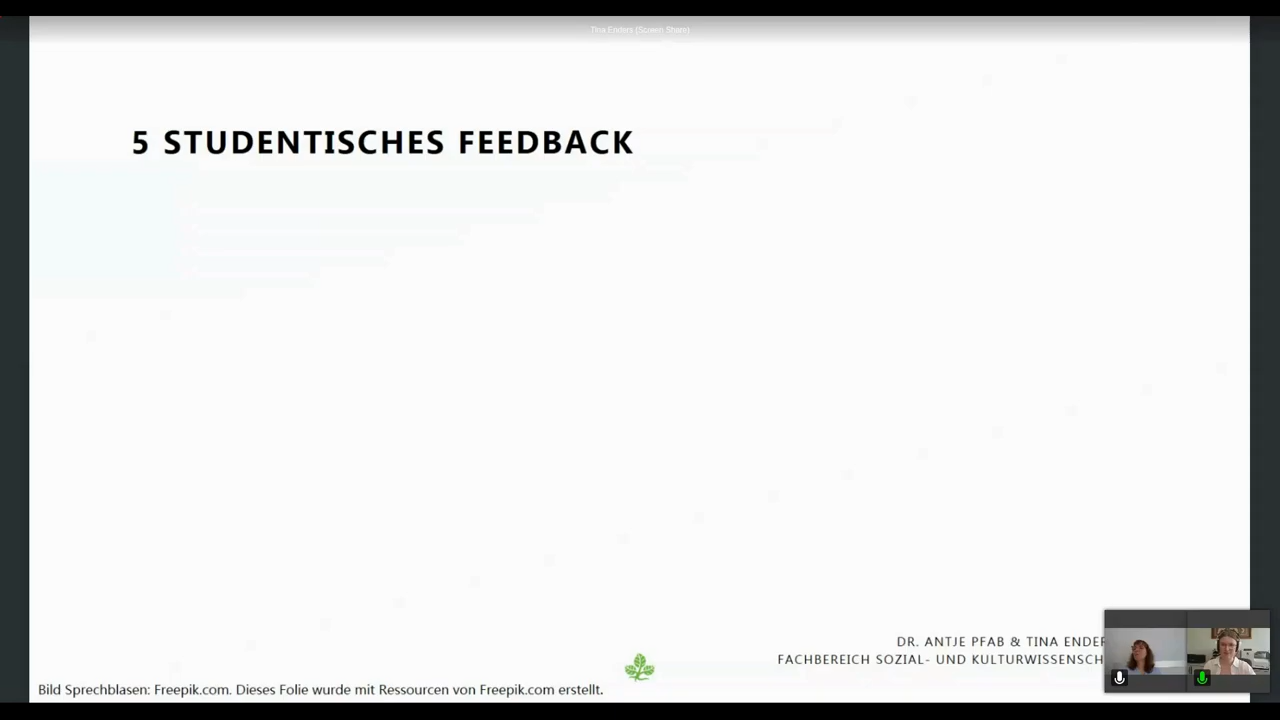 Tina Enders (Screen Share)
5 STUDENTISCHES FEEDBACK
DR. ANTJE PFAB & TINA ENDER
FACHBEREICH SOZIAL- UND KULTURWISSENSCH
Bild Sprechblasen: Freepik.com. Dieses Folie wurde mit Ressourcen von Freepik.com erstellt.